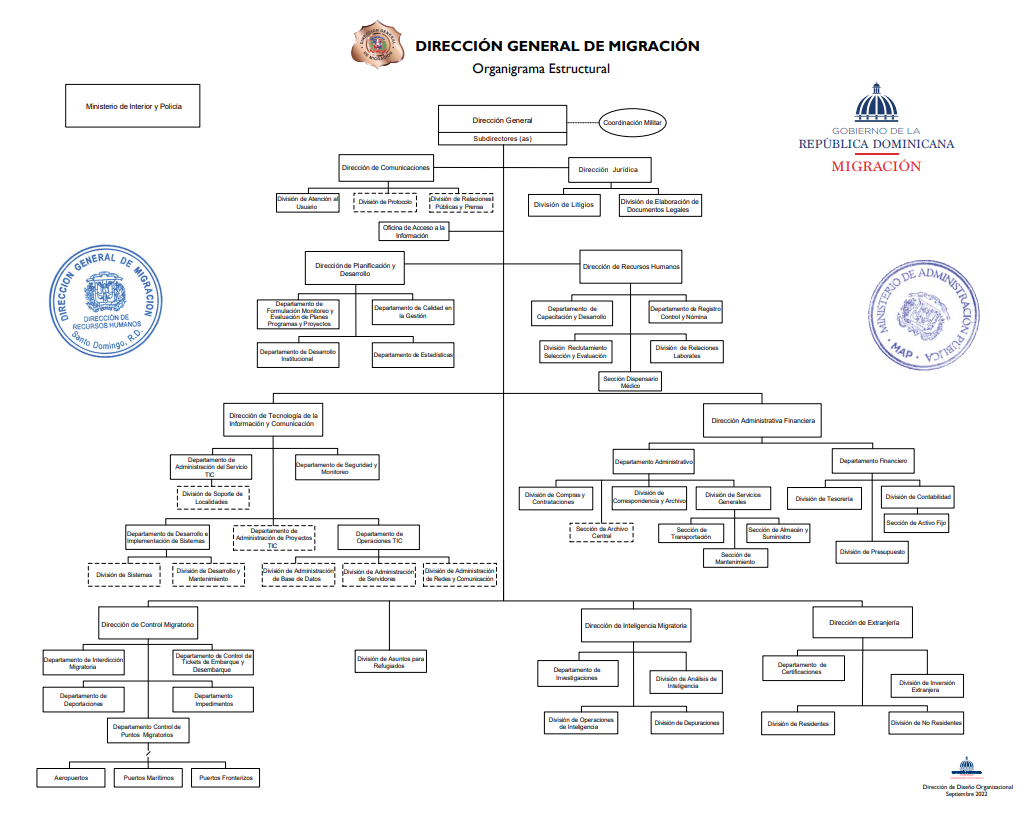 DIRECCIÓN GENERAL DE MIGRACIÓN
DIRECCIÓN GENERAL DE MIGRACIÓN
Organigrama Estructural
Ministerio de Interior y Policía
Dirección General
Subdirectores (as)
Coordinación Militar
GOBIERNO DE LA
REPÚBLICA DOMINICANA
MIGRACIÓN
Dirección de Comunicaciones
Dirección Jurídica
División de Atención al
Usuario
División de Protocolo
División de Relaciones
Públicas y Prensa
División de Litigios
División de Elaboración de
Documentos Legales
Oficina de Acceso a la
Información
DIRECCIÓN GENERAL DE MIGRACIÓN
DIRECCIÓN DE
RECURSOS HUMANOS
Santo Domingo, R.D.
MINISTERIO DE ADMINISTRACIÓN PÚBLICA
· MAP ·
Dirección de Planificación y
Desarrollo
Dirección de Recursos Humanos
Departamento de
Formulación Monitoreo y
Evaluación de Planes
Programas y Proyectos
Departamento de Calidad en
la Gestión
Departamento de
Capacitación y Desarrollo
Departamento de Registro
Control y Nómina
Departamento de Desarrollo
Institucional
Departamento de Estadísticas
División Reclutamiento
Selección y Evaluación
División de Relaciones
Laborales
Sección Dispensario
Médico
Dirección de Tecnología de la
Información y Comunicación
Dirección Administrativa Financiera
Departamento de
Administración del Servicio
TIC
Departamento de Seguridad y
Monitoreo
Departamento Administrativo
Departamento Financiero
División de Soporte de
Localidades
División de Compras y
Contrataciones
División de
Correspondencia y Archivo
División de Servicios
Generales
División de Tesorería
División de Contabilidad
Sección de Archivo
Central
Sección de
Transportación
Sección de Almacén y
Suministro
Sección de Activo Fijo
Sección de
Mantenimiento
División de Presupuesto
Departamento de Desarrollo e
Implementación de Sistemas
Departamento de
Administración de Proyectos
TIC
Departamento de
Operaciones TIC
División de Sistemas
División de Desarrollo y
Mantenimiento
División de Administración
de Base de Datos
División de Administración
de Servidores
División de Administración
de Redes y Comunicación
Dirección de Control Migratorio
Dirección de Inteligencia Migratoria
Dirección de Extranjería
Departamento de Interdicción
Migratoria
Departamento de Control de
Tickets de Embarque y
Desembarque
División de Asuntos para
Refugiados
Departamento de
Investigaciones
División de Análisis de
Inteligencia
Departamento de
Certificaciones
División de Inversión
Extranjera
Departamento de
Deportaciones
Departamento
Impedimentos
División de Operaciones
de Inteligencia
División de Depuraciones
División de Residentes
División de No Residentes
Departamento Control de
Puntos Migratorios
Aeropuertos
Puertos Marítimos
Puertos Fronterizos
Dirección de Diseño Organizacional
Septiembre 2022